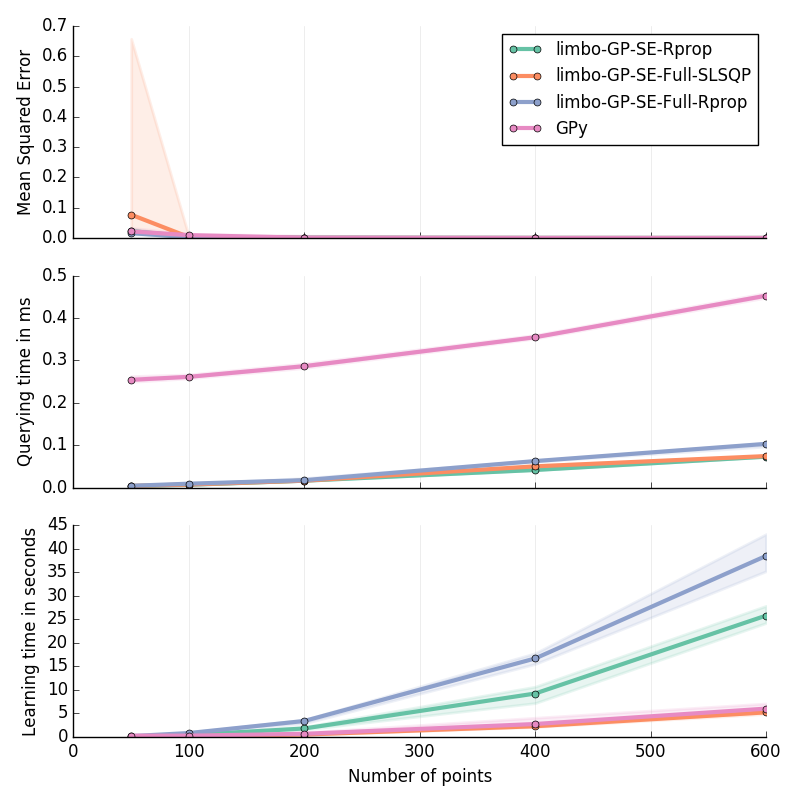 Mean Squared Error
0.7
0.6
0.5
0.4
0.3
0.2
0.1
0.0
limbo-GP-SE-Rprop
limbo-GP-SE-Full-SLSQP
limbo-GP-SE-Full-Rprop
GPy
Querying time in ms
0.5
0.4
0.3
0.2
0.1
0.0
Learning time in seconds
45
40
35
30
25
20
15
10
5
0
0 100 200 300 400 500 600
Number of points